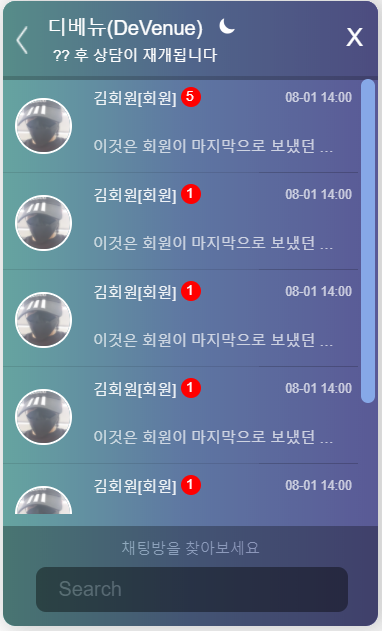 디베뉴(DeVenue)
X
?? 후 상담이 재개됩니다
김회원[회원] 5 08-01 14:00
이것은 회원이 마지막으로 보냈던 ...
김회원[회원] 1 08-01 14:00
이것은 회원이 마지막으로 보냈던 ...
김회원[회원] 1 08-01 14:00
이것은 회원이 마지막으로 보냈던 ...
김회원[회원] 1 08-01 14:00
이것은 회원이 마지막으로 보냈던 ...
김회원[회원] 1 08-01 14:00
채팅방을 찾아보세요
Search